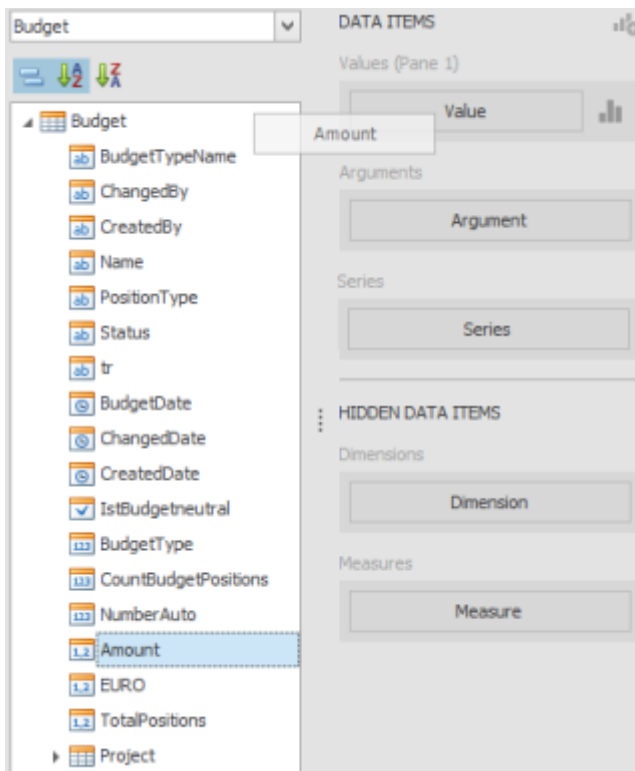 Budget
Budget
BudgetTypeName
ChangedBy
CreatedBy
Name
PositionType
Status
tr
BudgetDate
ChangedDate
CreatedDate
IstBudgetneutral
BudgetType
CountBudgetPositions
NumberAuto
Amount
EURO
TotalPositions
Project
Amount
DATA ITEMS
Values (Pane 1)
Value
Arguments
Argument
Series
Series
HIDDEN DATA ITEMS
Dimensions
Dimension
Measures
Measure